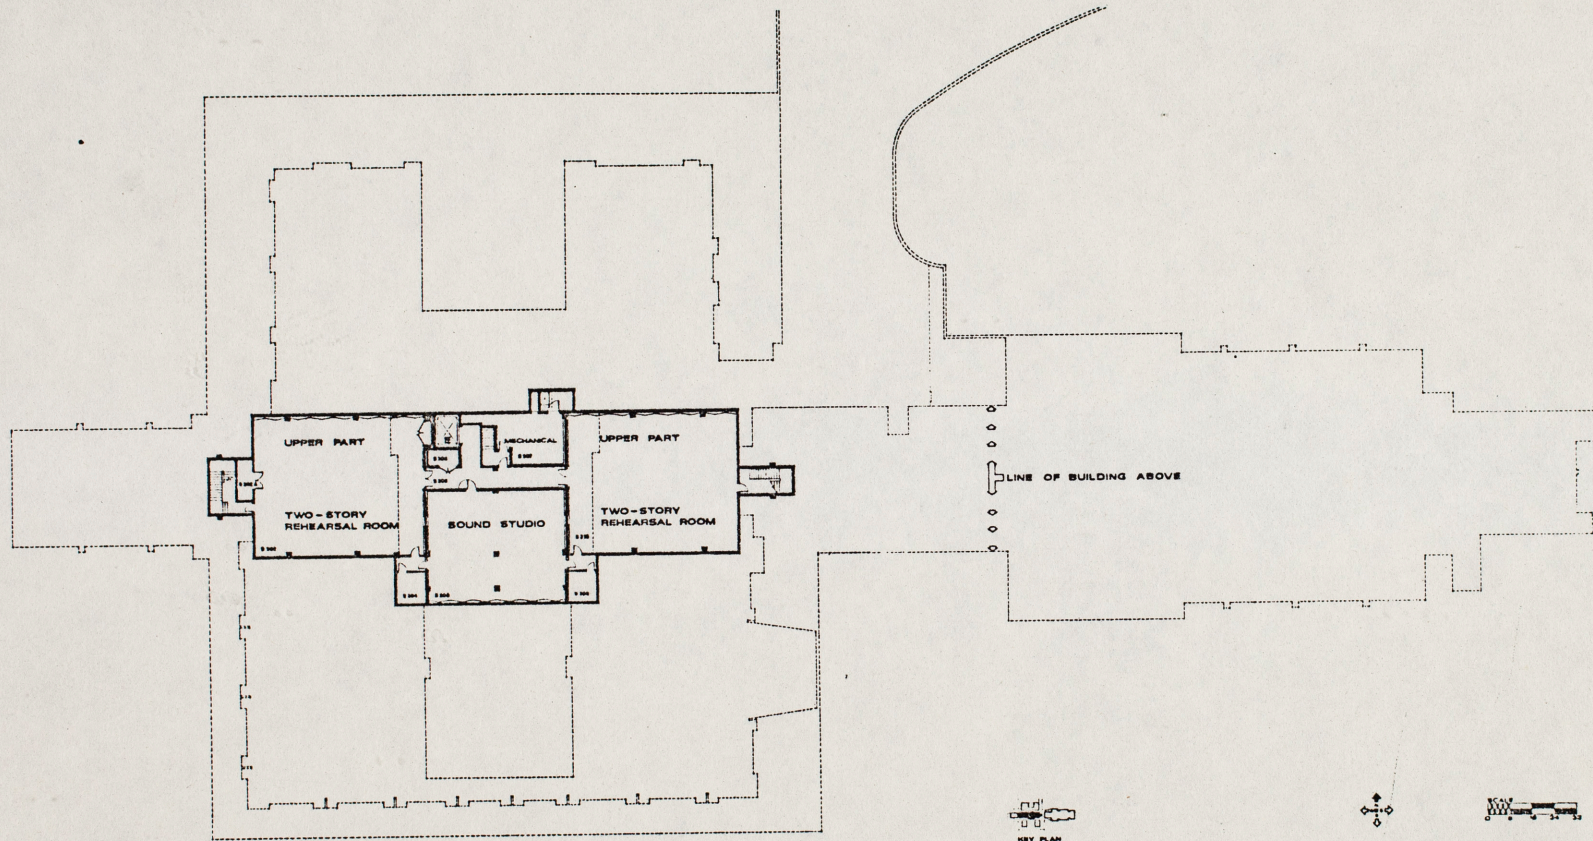 UPPER PART
TWO-STORY
REHEARSAL ROOM
MECHANICAL
UPPER PART
TWO-STORY
REHEARSAL ROOM
SOUND STUDIO
LINE OF BUILDING ABOVE
KEY PLAN
SCALE